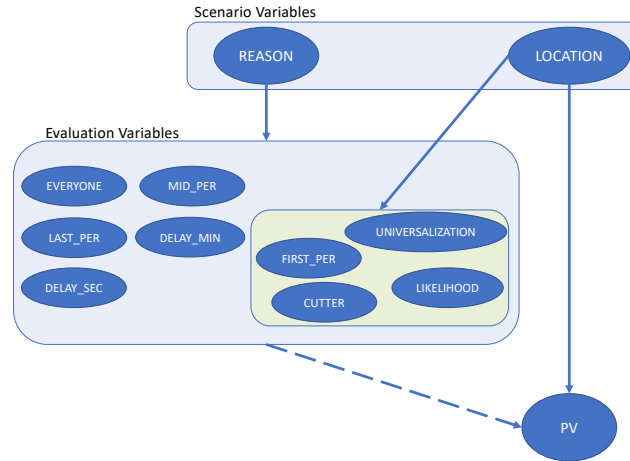 Scenario Variables
REASON
LOCATION
Evaluation Variables
EVERYONE
MID_PER
LAST_PER
DELAY_MIN
UNIVERSALIZATION
FIRST_PER
DELAY_SEC
LIKELIHOOD
CUTTER
PV